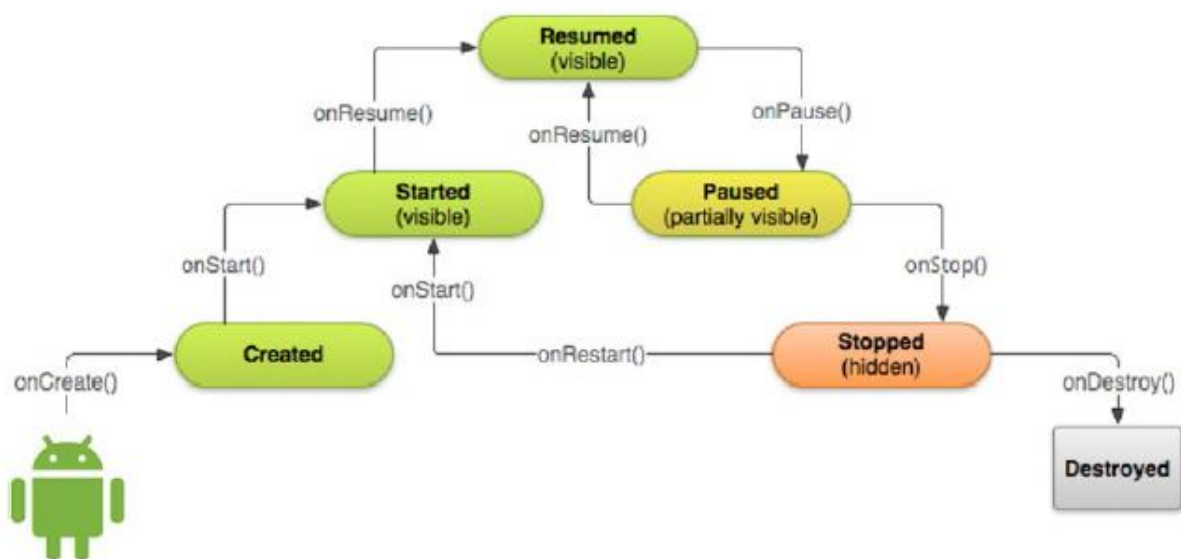 Resumed
(visible)
onResume()
onResume()
onPause()
Started
(visible)
Paused
(partially visible)
onStart()
onStart()
onStop()
Created
onRestart()
Stopped
(hidden)
onCreate()
onDestroy()
Destroyed